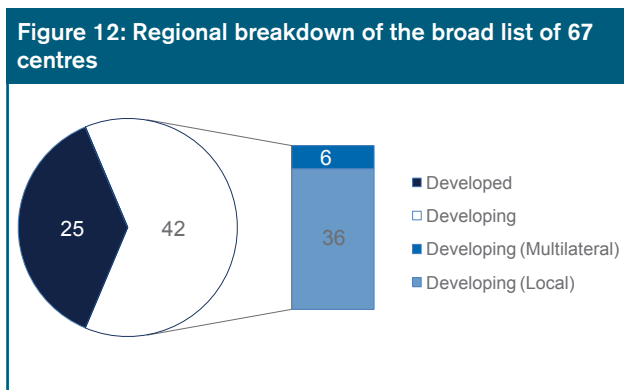 Figure 12: Regional breakdown of the broad list of 67
centres
25
42
6
36
Developed
Developing
Developing (Multilateral)
Developing (Local)